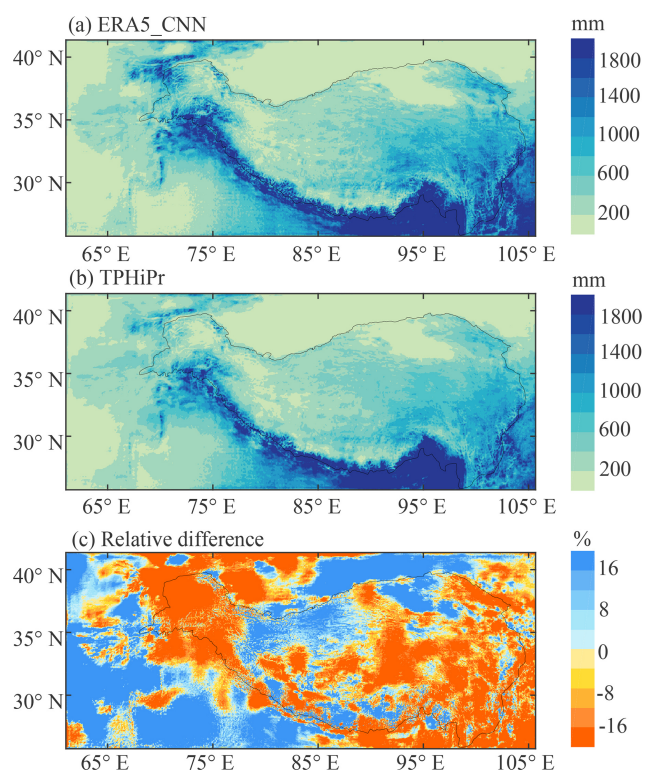 (a) ERA5_CNN
mm
40° N
35° N
30° N
1800
1400
1000
600
200
65° E 75° E 85° E 95° E 105° E
(b) TPHiPr
mm
40° N
35° N
30° N
1800
1400
1000
600
200
65° E 75° E 85° E 95° E 105° E
(c) Relative difference
%
40° N
35° N
30° N
16
8
0
-8
-16
65° E 75° E 85° E 95° E 105° E